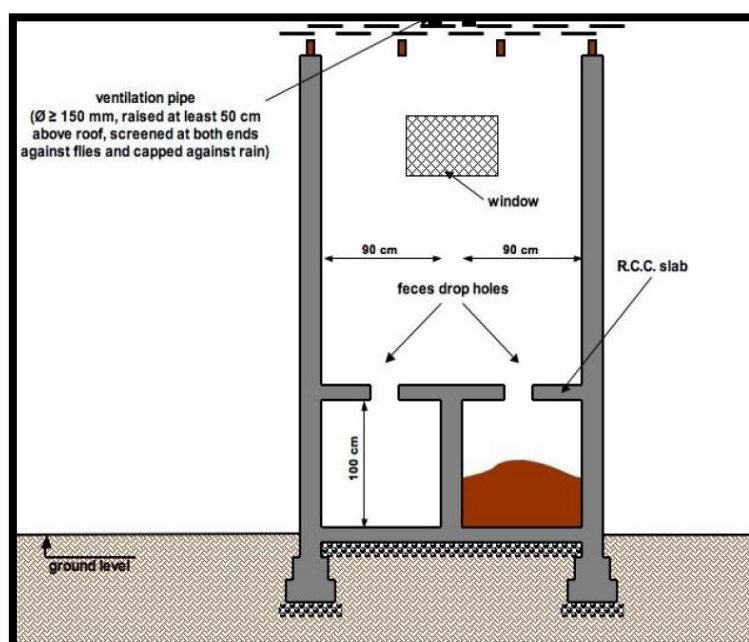 ventilation pipe
(Ø ≥ 150 mm, raised at least 50 cm
above roof, screened at both ends
against flies and capped against rain)
window
90 cm
90 cm
R.C.C. slab
feces drop holes
100 cm
ground level